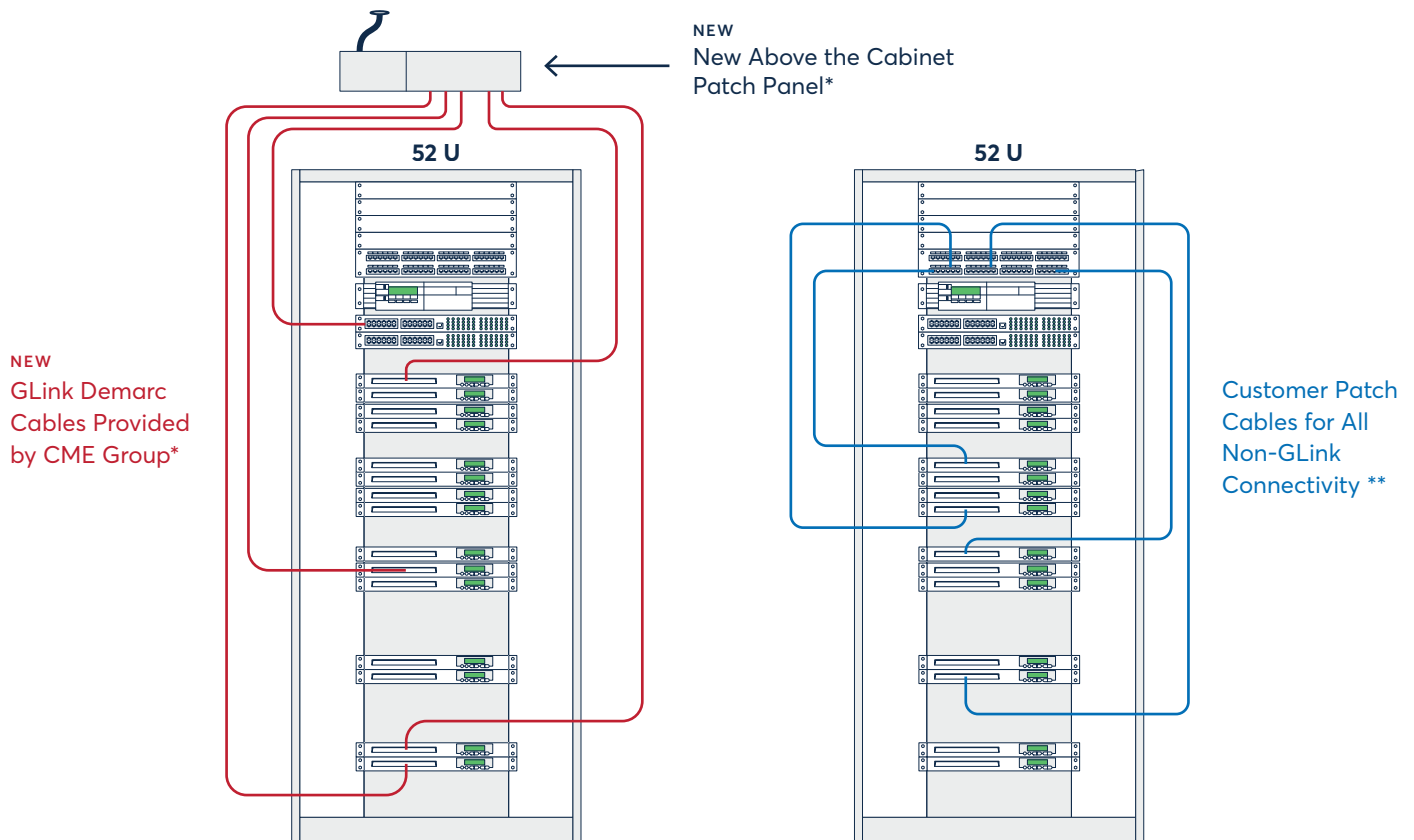 NEW
New Above the Cabinet
Patch Panel*
52 U
52 U
NEW
GLink Demarc
Cables Provided
by CME Group*
Customer Patch
Cables for All
Non-GLink
Connectivity **